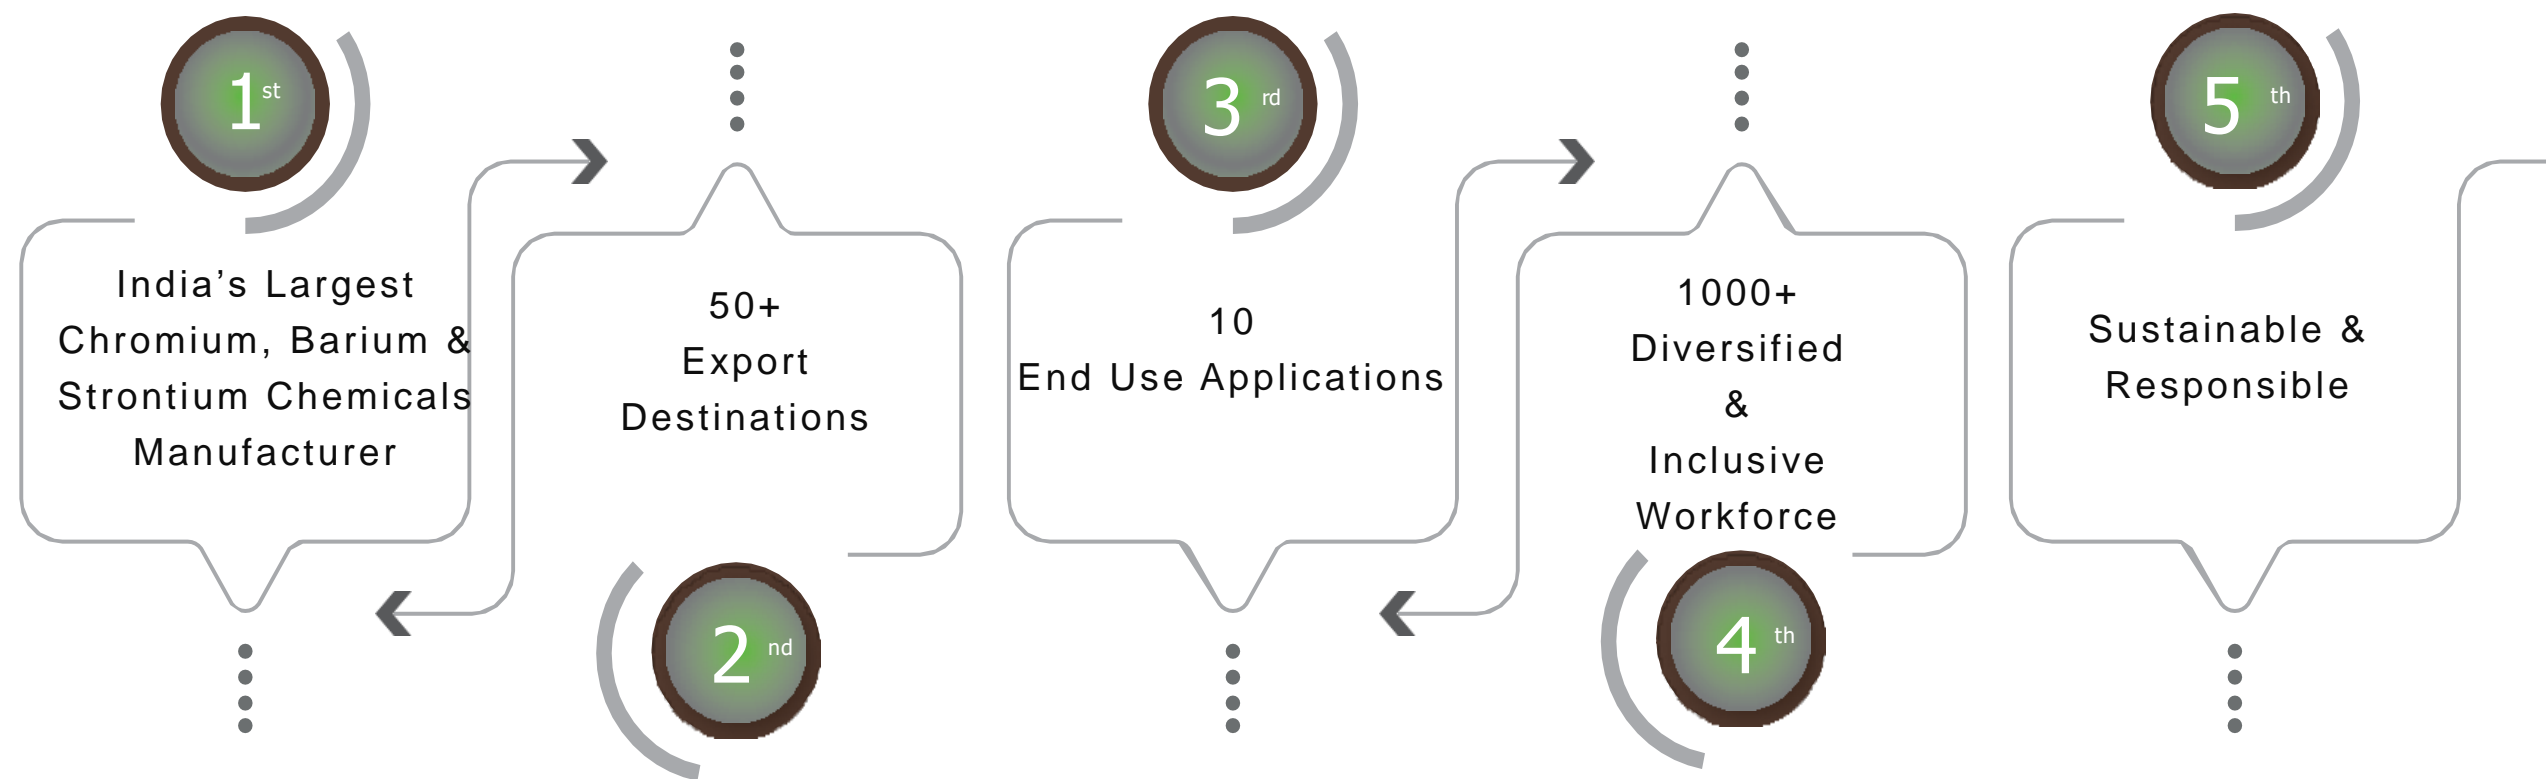 1st
India’s Largest
Chromium, Barium &
Strontium Chemicals
Manufacturer
50+
Export
Destinations
2nd
3rd
10
End Use Applications
1000+
Diversified
&
Inclusive
Workforce
4th
5th
Sustainable &
Responsible